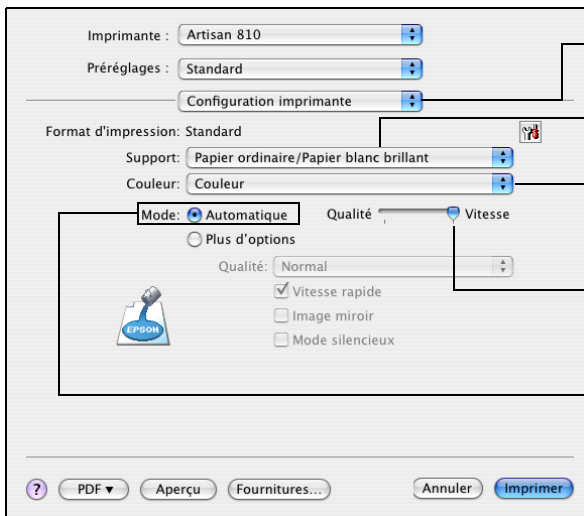 Imprimante : Artisan 810
Préréglages : Standard
Configuration imprimante
Format d'impression: Standard
Support: Papier ordinaire/Papier blanc brillant
Couleur: Couleur
Mode: Automatique Qualité Vitesse
Plus d'options
Qualité: Normal
Vitesse rapide
Image miroir
EPSON
Mode silencieux
? PDF Aperçu Fournitures... Annuler Imprimer